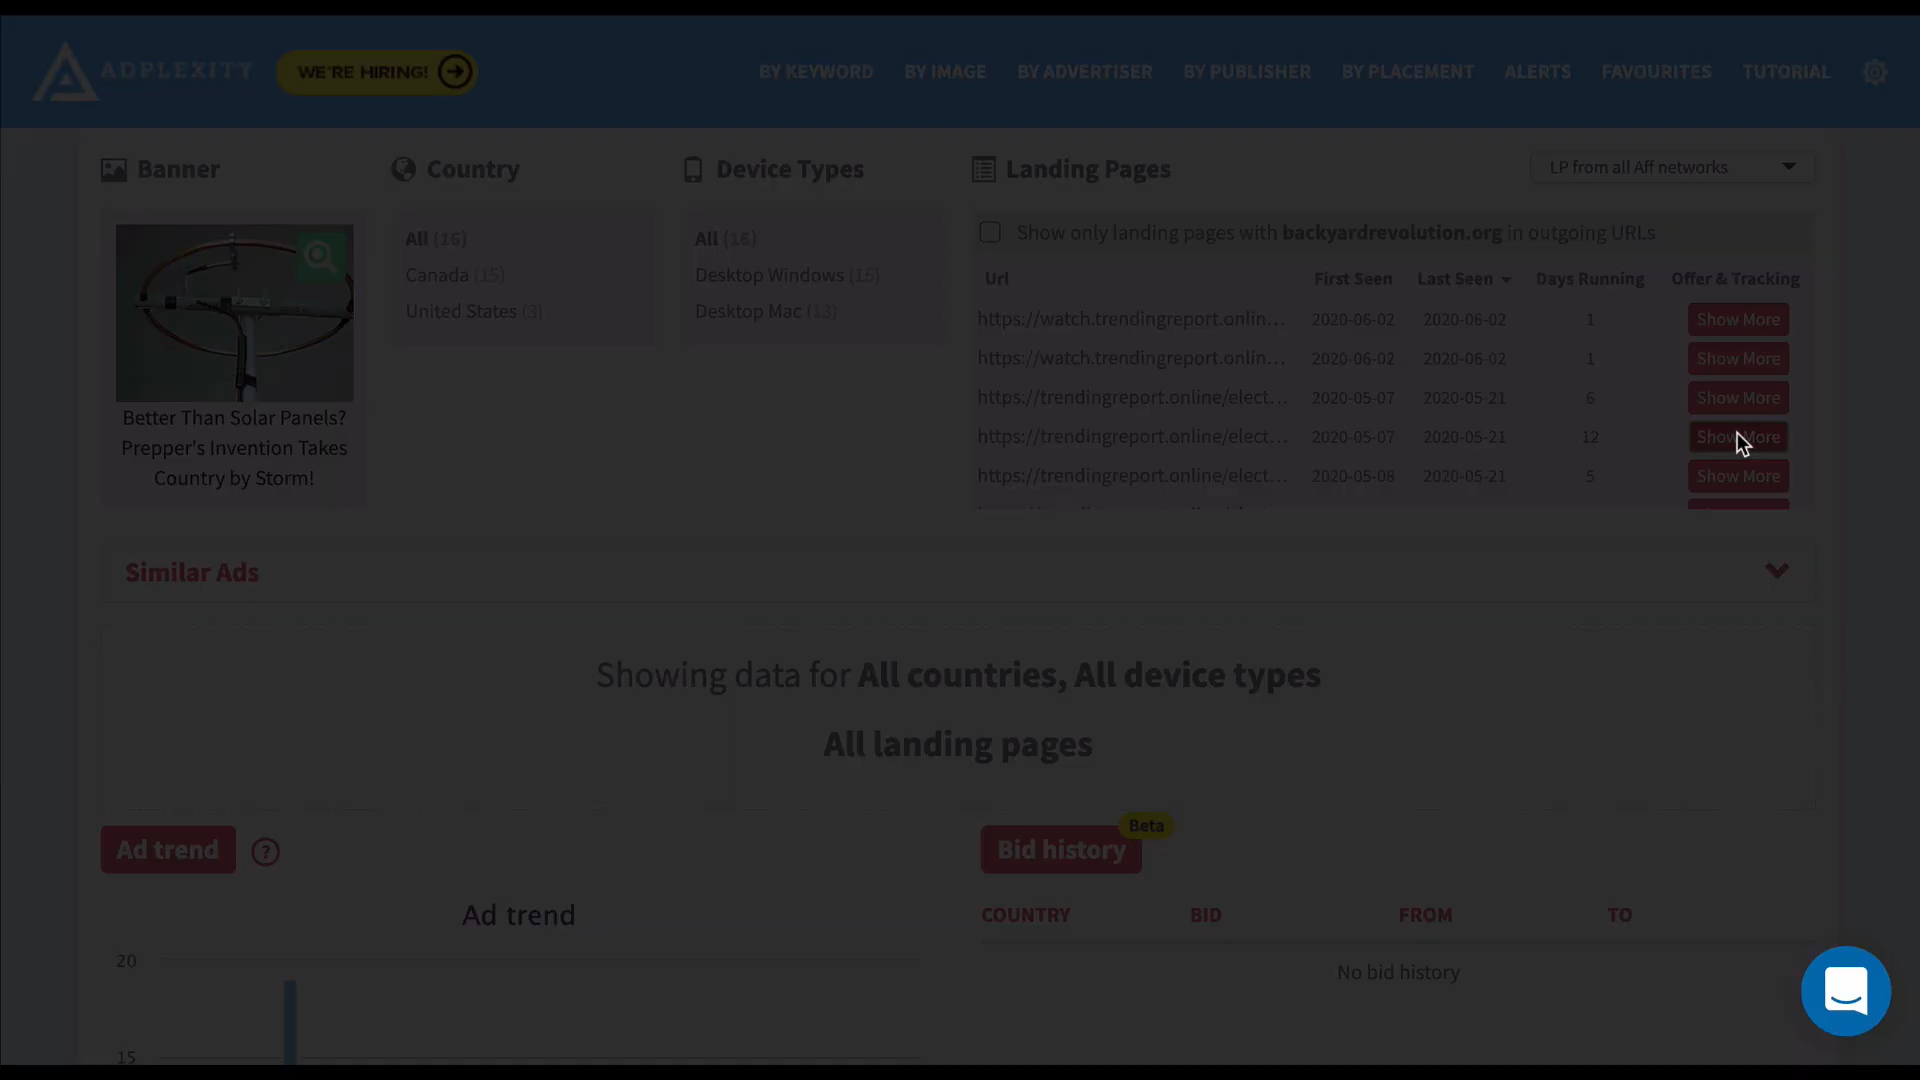 ADPLEXITY
WE'RE HIRING!
BY KEYWORD BY IMAGE BY ADVERTISER BY PUBLISHER BY PLACEMENT ALERTS FAVOURITES TUTORIAL
Banner
Better Than Solar Panels?
Prepper's Invention Takes
Country by Storm!
Country
All (16)
Canada (15)
United States (3)
Device Types
All (16)
Desktop Windows (15)
Desktop Mac (13)
Landing Pages
LP from all Aff networks
Show only landing pages with backyardrevolution.org in outgoing URLs
Url First Seen Last Seen Days Running Offer & Tracking
https://watch.trendingreport.onlin... 2020-06-02 2020-06-02 1 Show More
https://watch.trendingreport.onlin... 2020-06-02 2020-06-02 1 Show More
https://trendingreport.online/elect... 2020-05-07 2020-05-21 6 Show More
https://trendingreport.online/elect... 2020-05-07 2020-05-21 12 Show More
https://trendingreport.online/elect... 2020-05-08 2020-05-21 5 Show More
Similar Ads
Showing data for All countries, All device types
All landing pages
Ad trend ?
Ad trend
20
15
Bid history Beta
COUNTRY BID FROM TO
No bid history